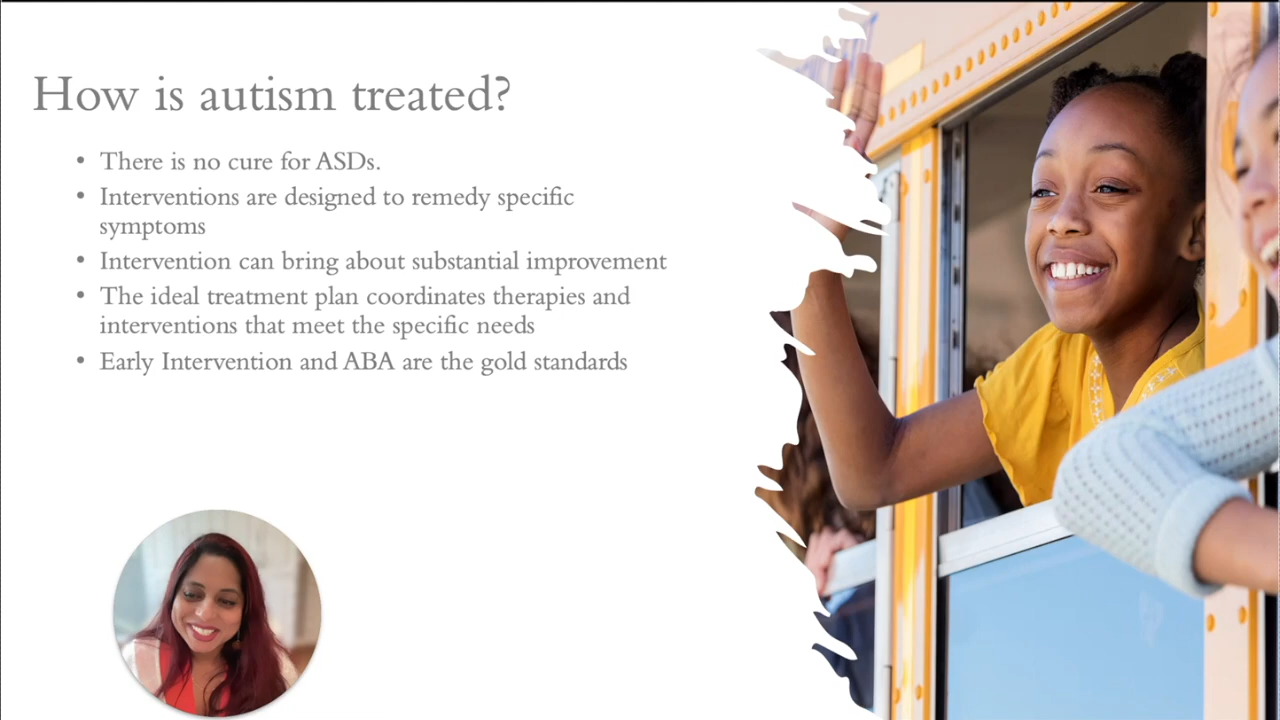 How is autism treated?
• There is no cure for ASDs.
• Interventions are designed to remedy specific
symptoms
• Intervention can bring about substantial improvement
• The ideal treatment plan coordinates therapies and
interventions that meet the specific needs
• Early Intervention and ABA are the gold standards